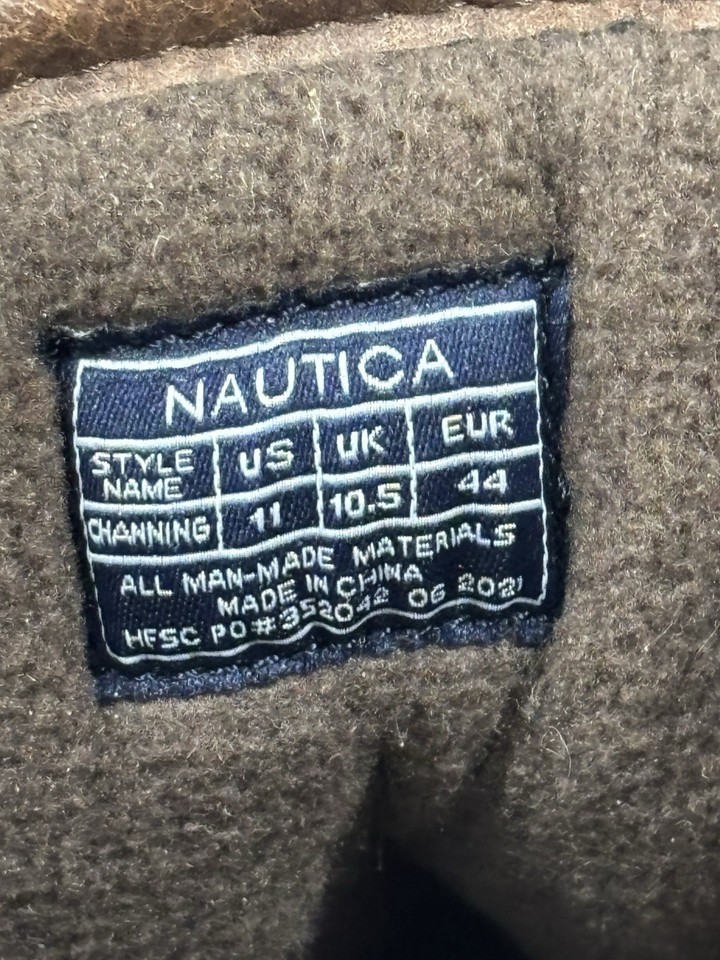 NAUTICA
STYLE NAME US UK EUR
CHANNING 11 10.5 44
ALL MAN-MADE MATERIALS
MADE IN CHINA
HFSC PO#352042 06 2021